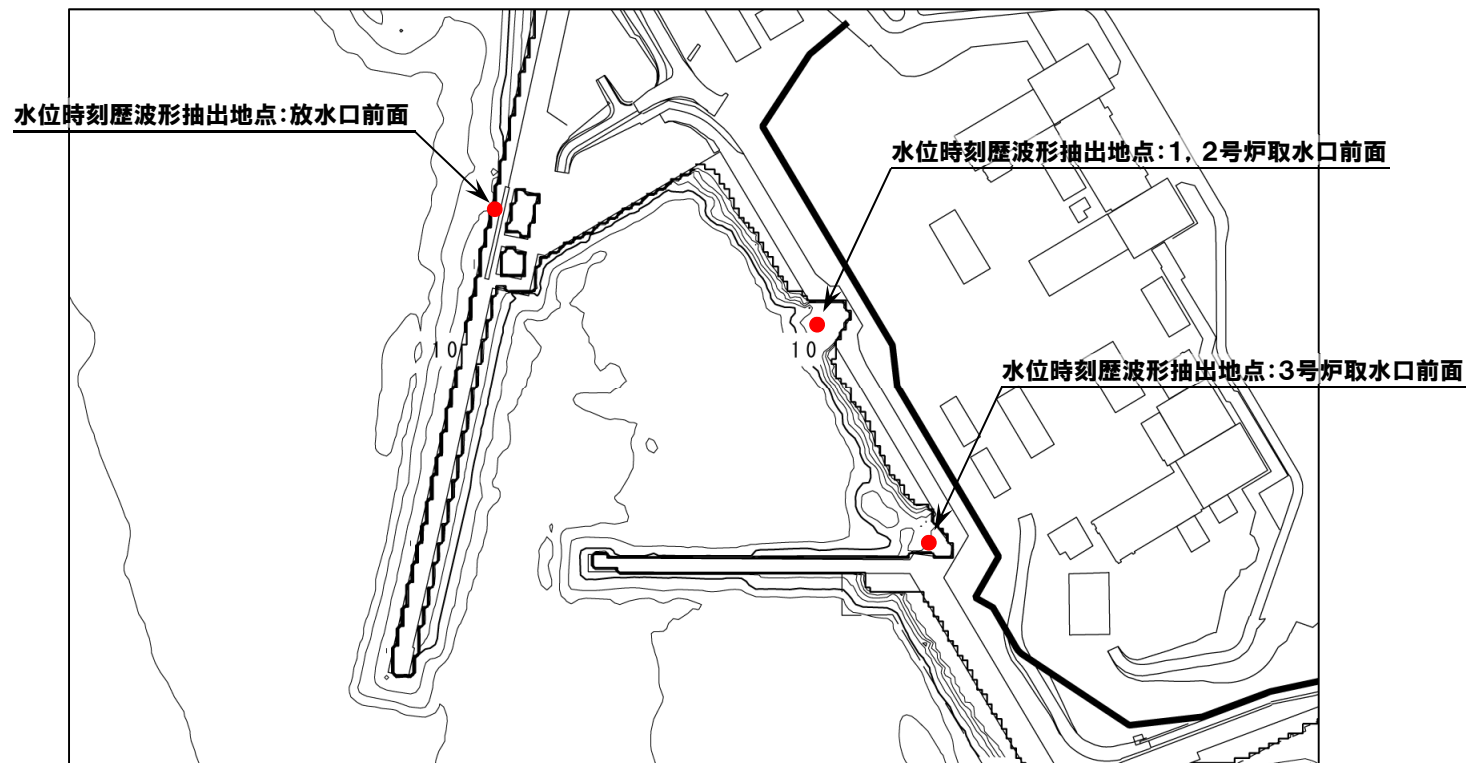 水位時刻歴波形抽出地点:放水口前面
水位時刻歴波形抽出地点:1, 2号炉取水口前面
10
10
水位時刻歴波形抽出地点:3号炉取水口前面